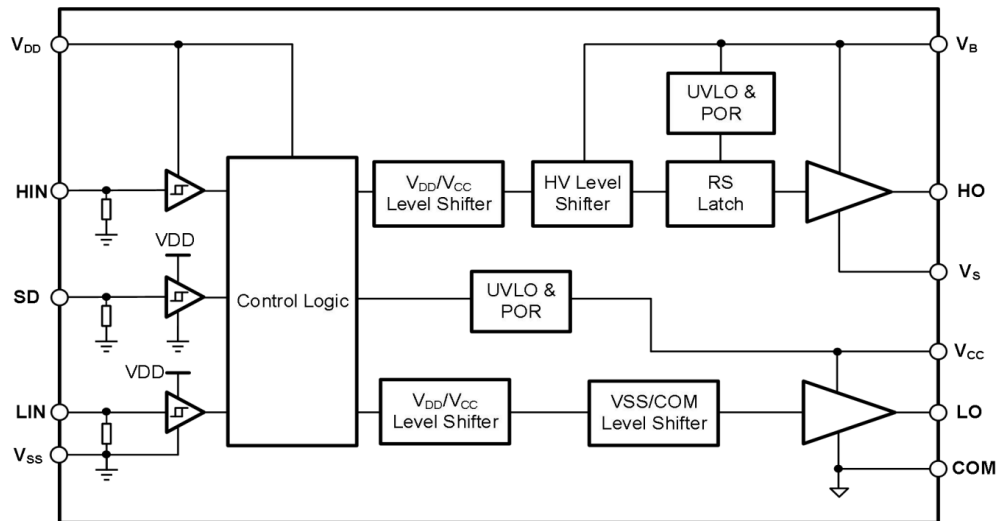 VDD
VB
UVLO &
POR
HIN
VDD/VCC
Level Shifter
HV Level
Shifter
RS
Latch
HO
VDD
VS
SD
Control Logic
UVLO &
POR
VCC
VDD
LIN
VDD/VCC
Level Shifter
VSS/COM
Level Shifter
LO
VSS
COM